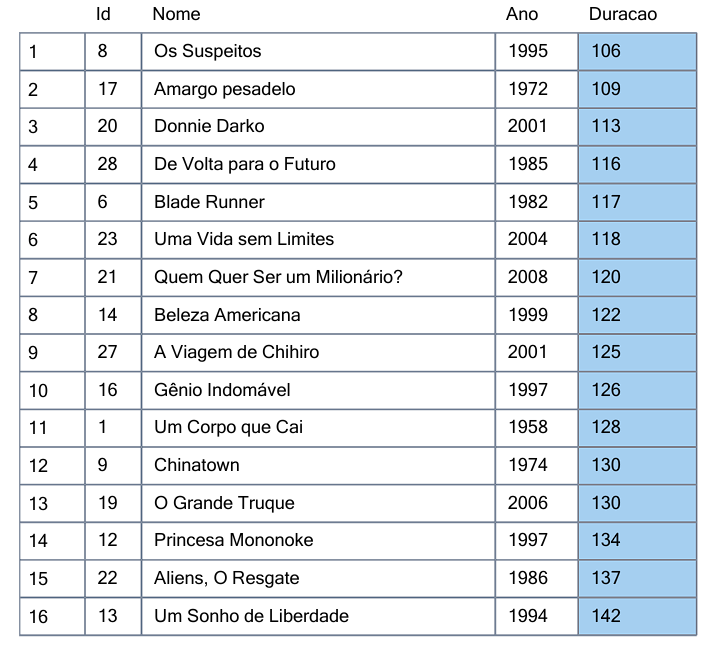 Id Nome Ano Duracao
1 8 Os Suspeitos 1995 106
2 17 Amargo pesadelo 1972 109
3 20 Donnie Darko 2001 113
4 28 De Volta para o Futuro 1985 116
5 6 Blade Runner 1982 117
6 23 Uma Vida sem Limites 2004 118
7 21 Quem Quer Ser um Milionário? 2008 120
8 14 Beleza Americana 1999 122
9 27 A Viagem de Chihiro 2001 125
10 16 Gênio Indomável 1997 126
11 1 Um Corpo que Cai 1958 128
12 9 Chinatown 1974 130
13 19 O Grande Truque 2006 130
14 12 Princesa Mononoke 1997 134
15 22 Aliens, O Resgate 1986 137
16 13 Um Sonho de Liberdade 1994 142